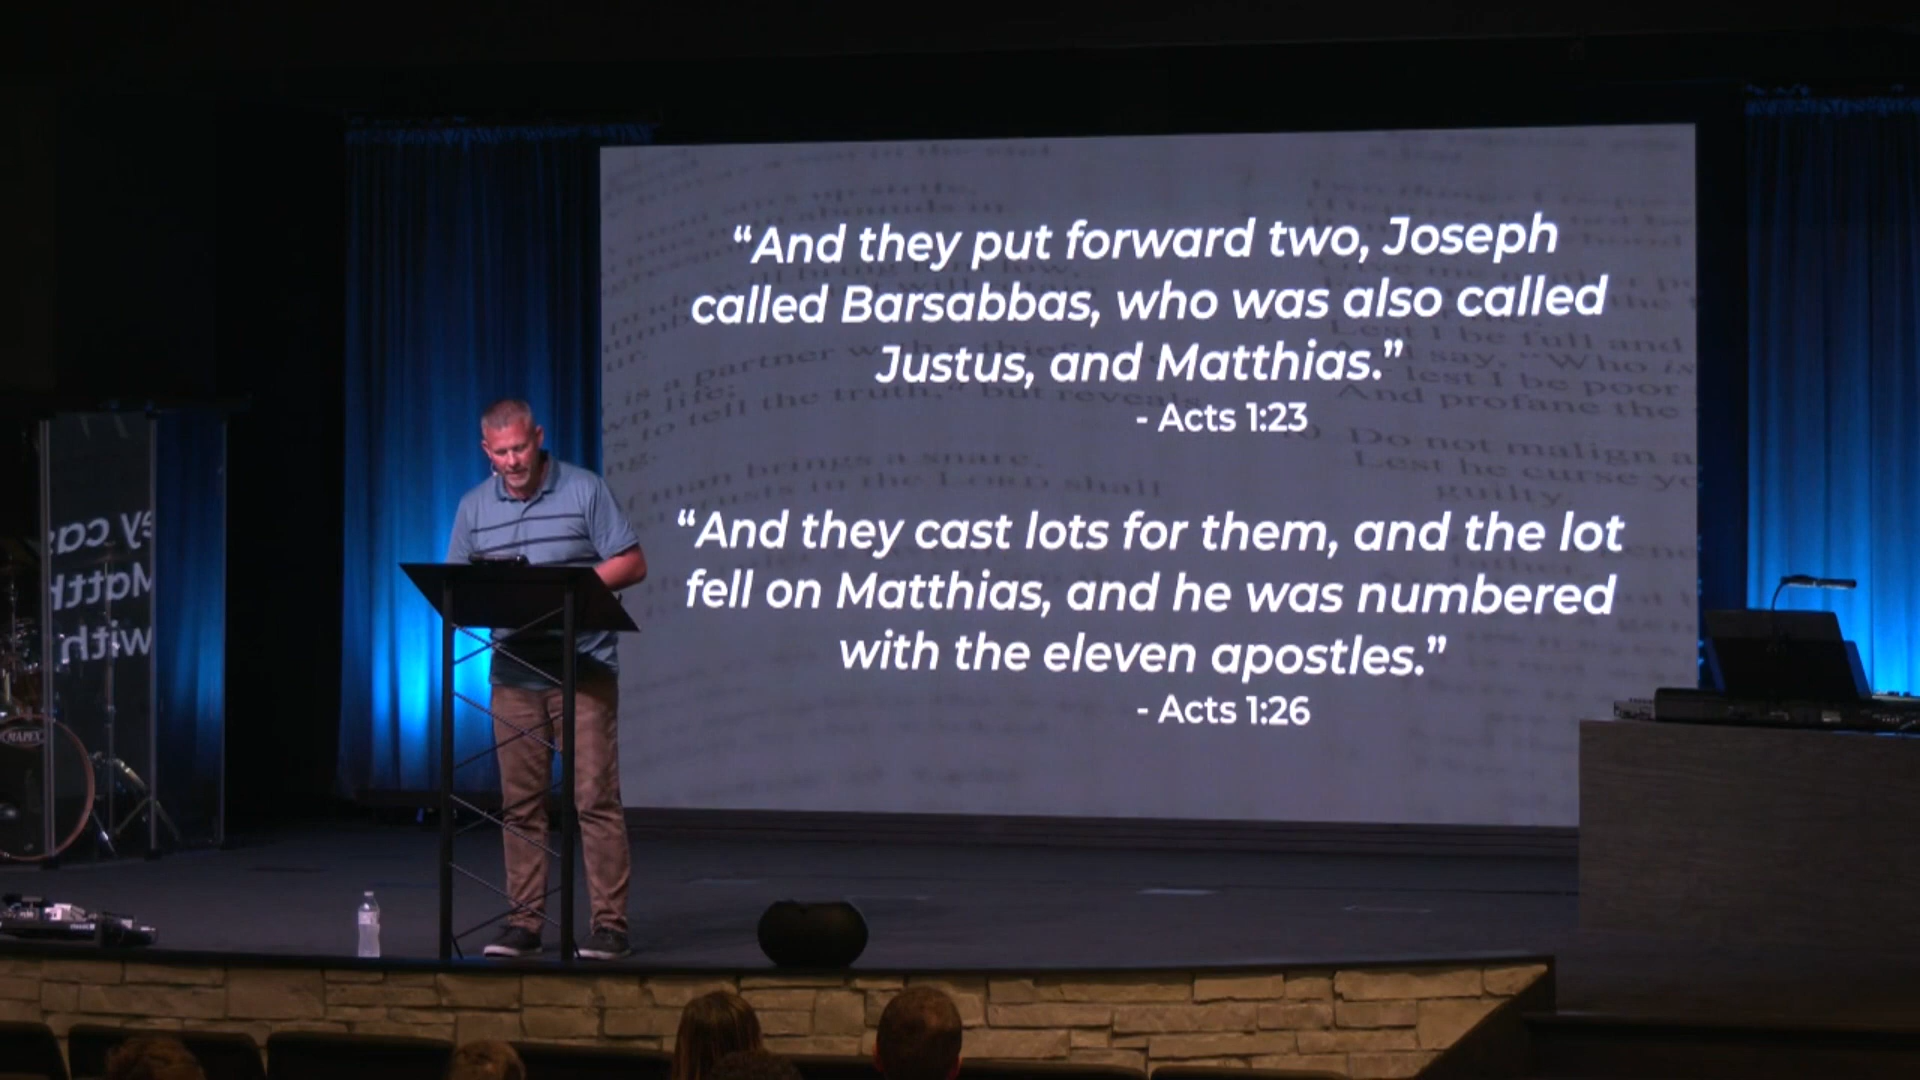 “And they put forward two, Joseph
called Barsabbas, who was also called
Justus, and Matthias.”
- Acts 1:23
“And they cast lots for them, and the lot
fell on Matthias, and he was numbered
with the eleven apostles.”
- Acts 1:26
MAPEX